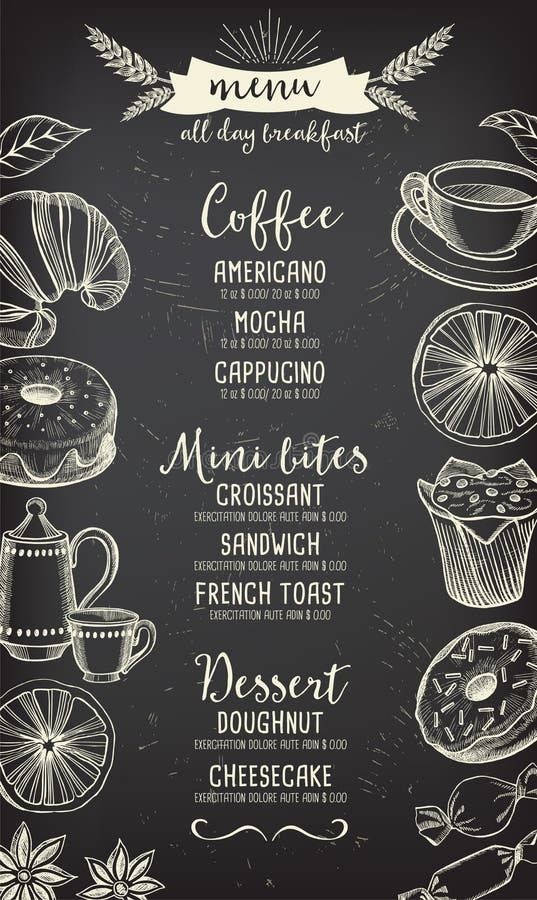 menu
all day breakfast
Coffee
AMERICANO
12 oz $ 0.00/ 20 oz $ 0.00
MOCHA
12 oz $ 0.00/ 20 oz $ 0.00
CAPPUCINO
12 oz $ 0.00/ 20 oz $ 0.00
Mini bites
CROISSANT
EXERCITATION DOLORE AUTE ADIN $ 0.00
SANDWICH
EXERCITATION DOLORE AUTE ADIN $ 0.00
FRENCH TOAST
EXERCITATION DOLORE AUTE ADIN $ 0.00
Dessert
DOUGHNUT
EXERCITATION DOLORE AUTE ADIN $ 0.00
CHEESECAKE
EXERCITATION DOLORE AUTE ADIN $ 0.00